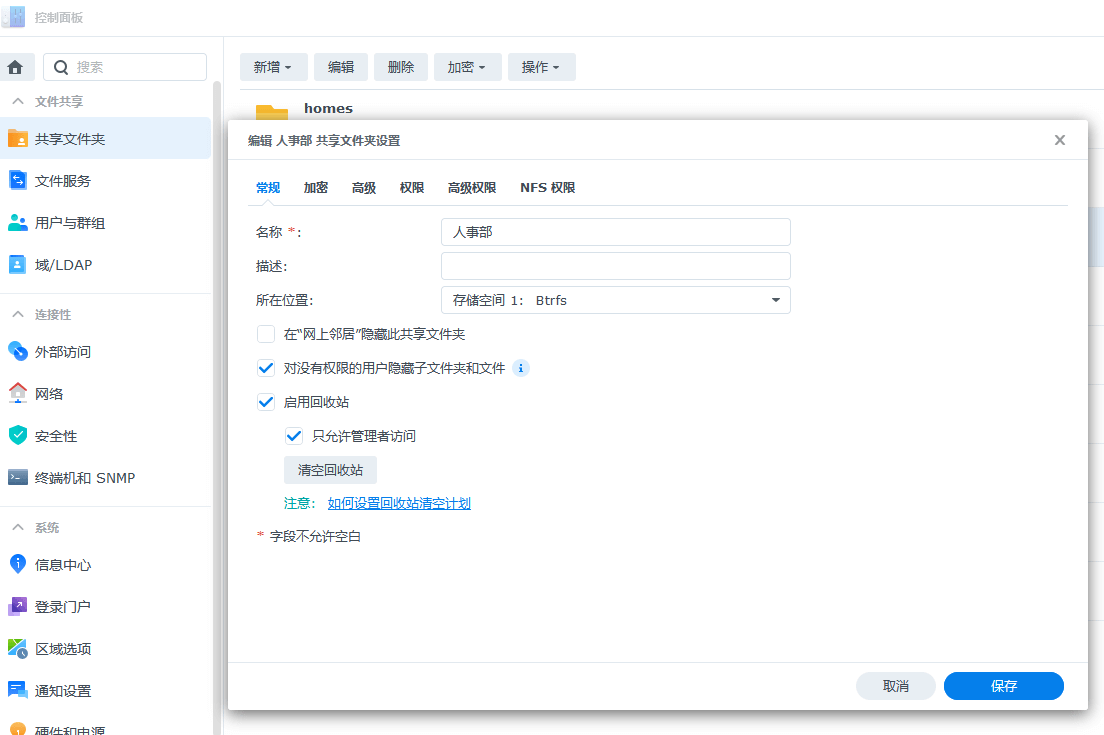 控制面板
搜索
文件共享
共享文件夹
文件服务
用户与群组
域/LDAP
连接性
外部访问
网络
安全性
终端机和 SNMP
系统
信息中心
登录门户
区域选项
通知设置
硬件和电源
新增 编辑 删除 加密 操作
homes
编辑 人事部 共享文件夹设置
常规 加密 高级 权限 高级权限 NFS 权限
名称 *: 人事部
描述:
所在位置: 存储空间 1: Btrfs
在“网上邻居”隐藏此共享文件夹
对没有权限的用户隐藏子文件夹和文件
启用回收站
只允许管理者访问
清空回收站
注意: 如何设置回收站清空计划
* 字段不允许空白
取消 保存